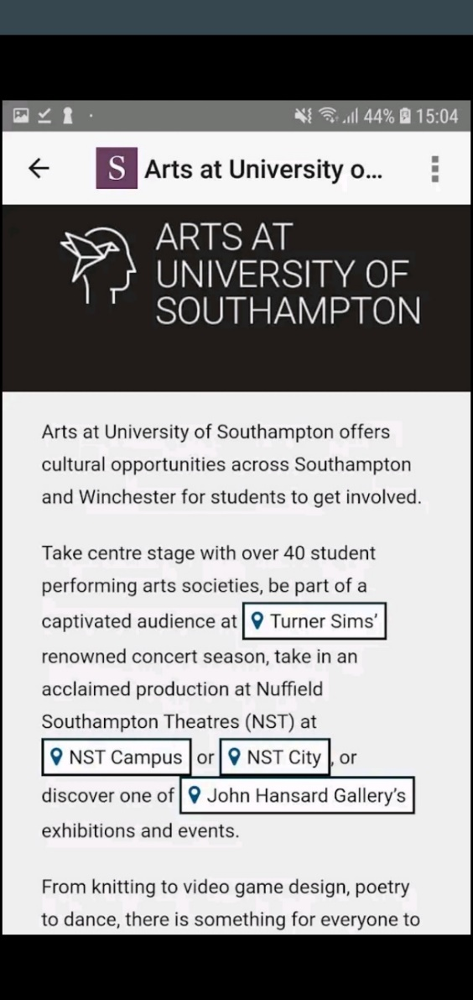 44% 15:04
S Arts at University o...
ARTS AT
UNIVERSITY OF
SOUTHAMPTON
Arts at University of Southampton offers
cultural opportunities across Southampton
and Winchester for students to get involved.
Take centre stage with over 40 student
performing arts societies, be part of a
captivated audience at Turner Sims’
renowned concert season, take in an
acclaimed production at Nuffield
Southampton Theatres (NST) at
NST Campus or NST City, or
discover one of John Hansard Gallery’s
exhibitions and events.
From knitting to video game design, poetry
to dance, there is something for everyone to